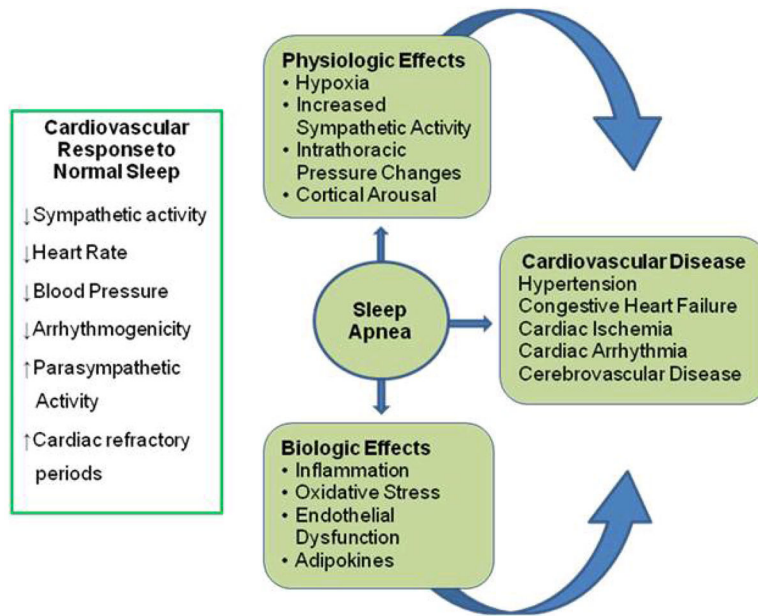 Cardiovascular
Response to
Normal Sleep
↓Sympathetic activity
↓Heart Rate
↓Blood Pressure
↓Arrhythmogenicity
↑Parasympathetic
Activity
↑Cardiac refractory
periods
Physiologic Effects
• Hypoxia
• Increased
Sympathetic Activity
• Intrathoracic
Pressure Changes
• Cortical Arousal
Sleep
Apnea
Cardiovascular Disease
Hypertension
Congestive Heart Failure
Cardiac Ischemia
Cardiac Arrhythmia
Cerebrovascular Disease
Biologic Effects
• Inflammation
• Oxidative Stress
• Endothelial
Dysfunction
• Adipokines